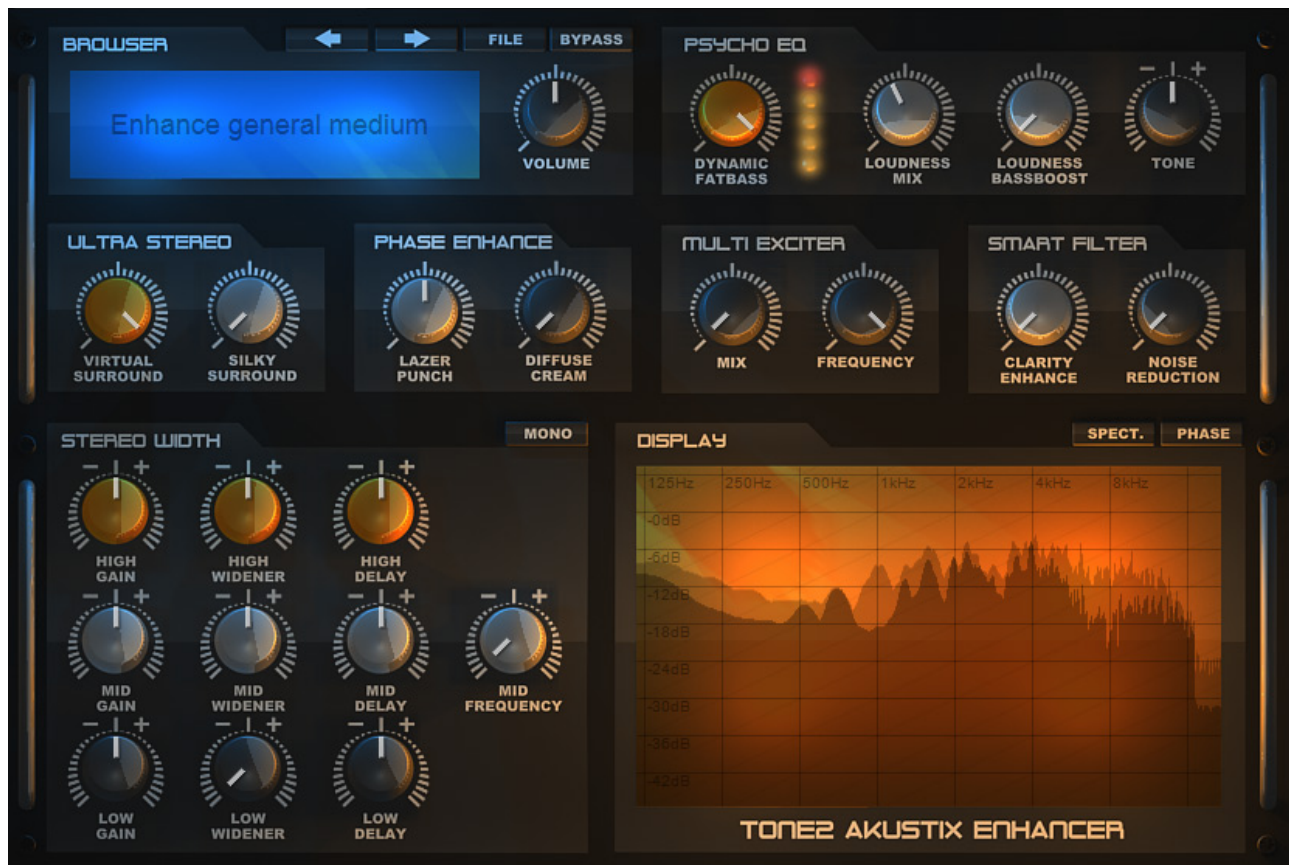 BROWSER
FILE
BYPASS
Enhance general medium
VOLUME
PSYCHO EQ
DYNAMIC
FATBASS
LOUDNESS
MIX
LOUDNESS
BASSBOOST
- +
TONE
ULTRA STEREO
VIRTUAL
SURROUND
SILKY
SURROUND
PHASE ENHANCE
LAZER
PUNCH
DIFFUSE
CREAM
MULTI EXCITER
MIX
FREQUENCY
SMART FILTER
CLARITY
ENHANCE
NOISE
REDUCTION
STEREO WIDTH
MONO
- +
HIGH
GAIN
- +
HIGH
WIDENER
- +
HIGH
DELAY
- +
MID
GAIN
- +
MID
WIDENER
- +
MID
DELAY
- +
MID
FREQUENCY
- +
LOW
GAIN
- +
LOW
WIDENER
- +
LOW
DELAY
DISPLAY
SPECT.
PHASE
125Hz 250Hz 500Hz 1kHz 2kHz 4kHz 8kHz
-0dB
-6dB
-12dB
-18dB
-24dB
-30dB
-36dB
-42dB
TONE2 AKUSTIX ENHANCER